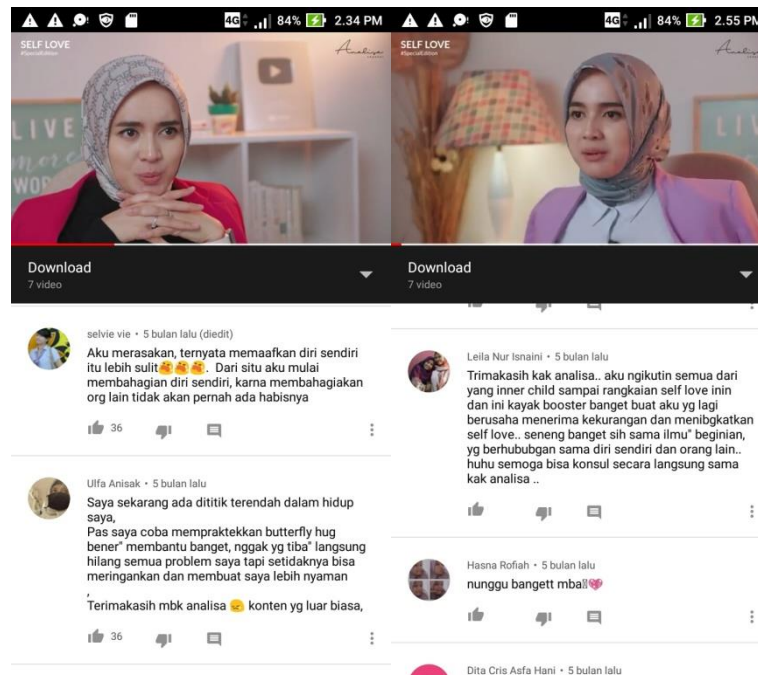 4G 84% 2.34 PM
SELF LOVE
#SpecialEdition
Analisa
LIVE
more
WOR
Download
7 video
selvie vie • 5 bulan lalu (diedit)
Aku merasakan, ternyata memaafkan diri sendiri
itu lebih sulit🥰🥰🥰. Dari situ aku mulai
membahagian diri sendiri, karna membahagiakan
org lain tidak akan pernah ada habisnya
36
Ulfa Anisak • 5 bulan lalu
Saya sekarang ada dititik terendah dalam hidup
saya,
Pas saya coba mempraktekkan butterfly hug
bener" membantu banget, nggak yg tiba" langsung
hilang semua problem saya tapi setidaknya bisa
meringankan dan membuat saya lebih nyaman
,
Terimakasih mbk analisa 😊 konten yg luar biasa,
36
4G 84% 2.55 PM
SELF LOVE
#SpecialEdition
Analisa
LIV
Download
7 video
Leila Nur Isnaini • 5 bulan lalu
Trimakasih kak analisa.. aku ngikutin semua dari
yang inner child sampai rangkaian self love inin
dan ini kayak booster banget buat aku yg lagi
berusaha menerima kekurangan dan menibgkatkan
self love.. seneng banget sih sama ilmu" beginian,
yg berhububgan sama diri sendiri dan orang lain..
huhu semoga bisa konsul secara langsung sama
kak analisa ..
Hasna Rofiah • 5 bulan lalu
nunggu bangett mba💖
Dita Cris Asfa Hani • 5 bulan lalu